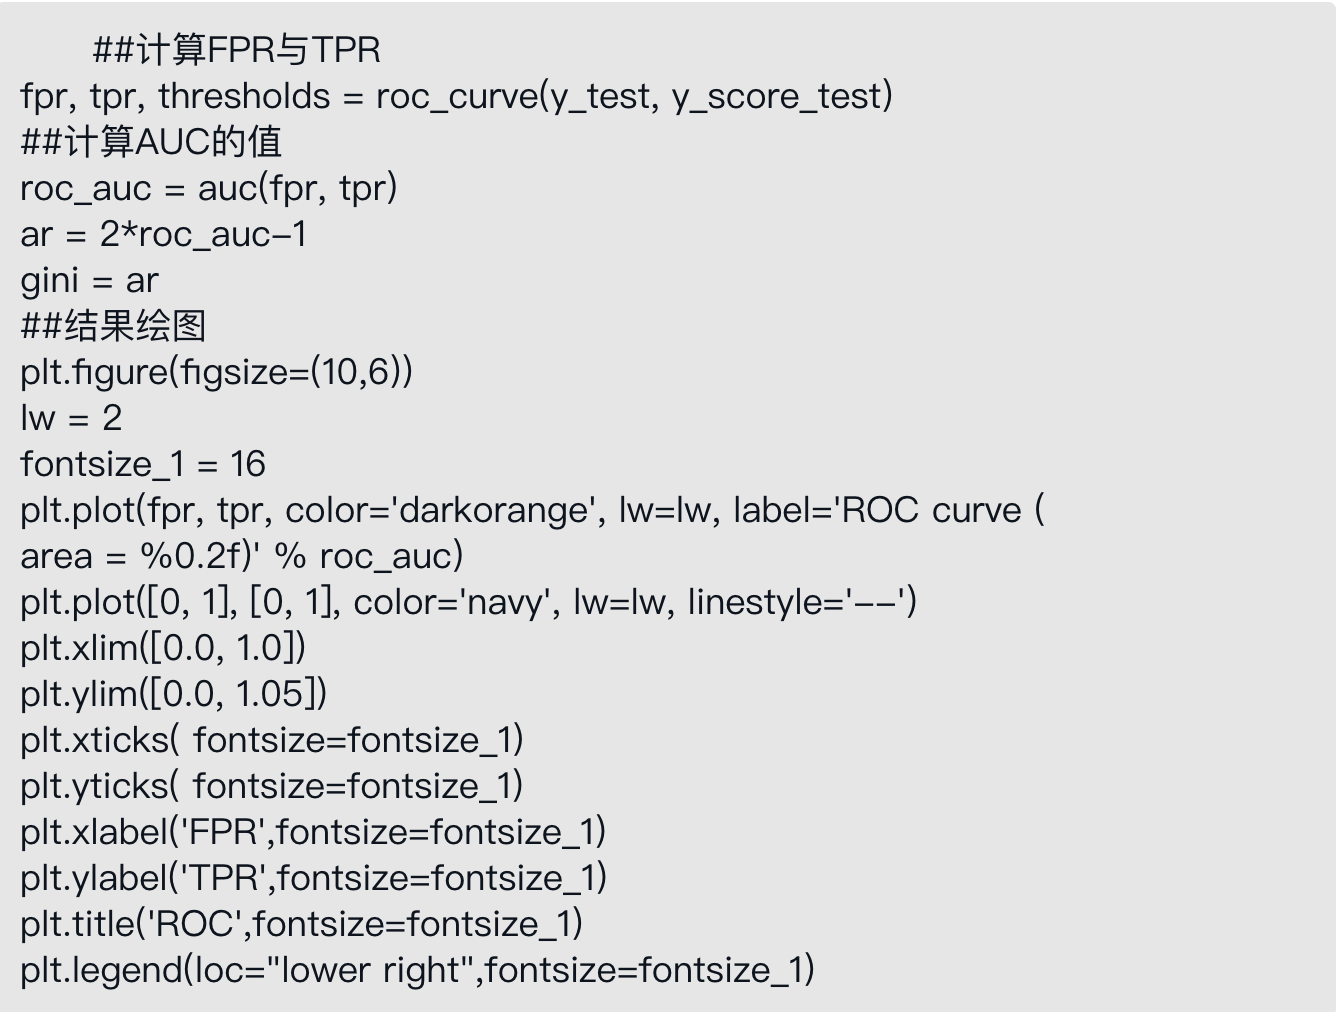 ##计算FPR与TPR
fpr, tpr, thresholds = roc_curve(y_test, y_score_test)
##计算AUC的值
roc_auc = auc(fpr, tpr)
ar = 2*roc_auc-1
gini = ar
##结果绘图
plt.figure(figsize=(10,6))
lw = 2
fontsize_1 = 16
plt.plot(fpr, tpr, color='darkorange', lw=lw, label='ROC curve (
area = %0.2f)' % roc_auc)
plt.plot([0, 1], [0, 1], color='navy', lw=lw, linestyle='--')
plt.xlim([0.0, 1.0])
plt.ylim([0.0, 1.05])
plt.xticks( fontsize=fontsize_1)
plt.yticks( fontsize=fontsize_1)
plt.xlabel('FPR',fontsize=fontsize_1)
plt.ylabel('TPR',fontsize=fontsize_1)
plt.title('ROC',fontsize=fontsize_1)
plt.legend(loc="lower right",fontsize=fontsize_1)